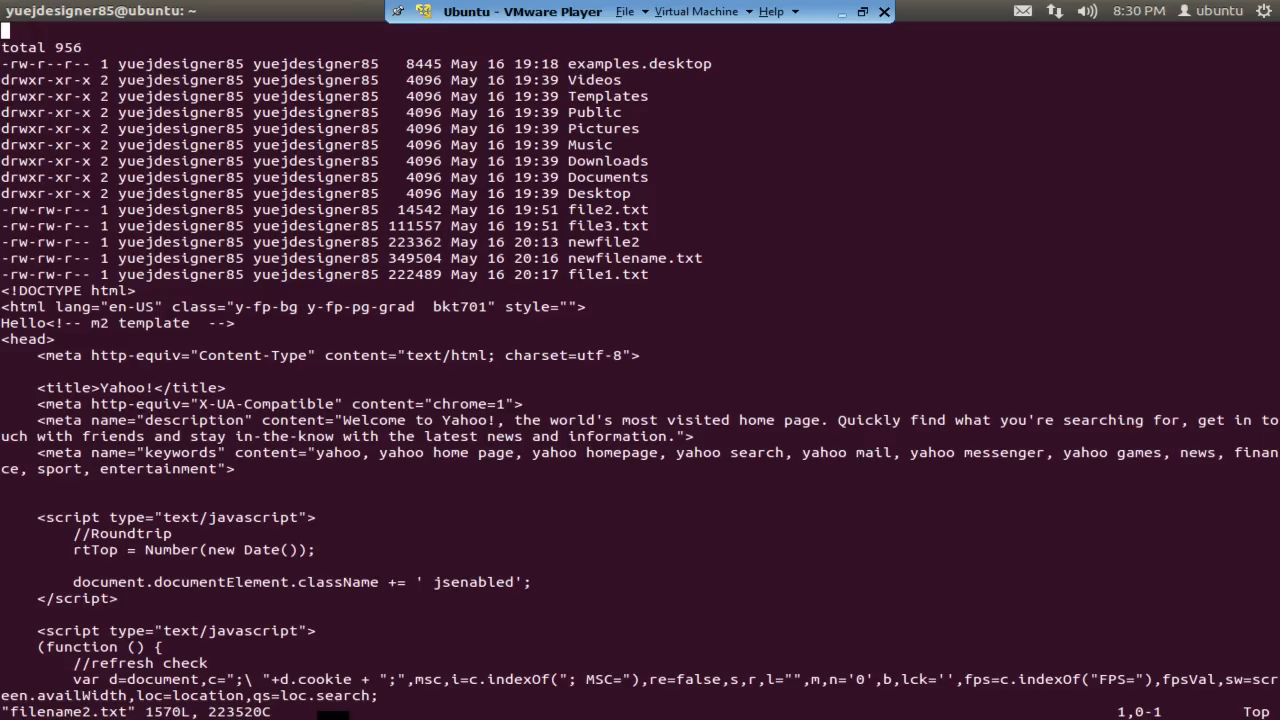 yuejdesigner85@ubuntu: ~
Ubuntu - VMware Player File Virtual Machine Help
8:30 PM ubuntu
total 956
-rw-r--r-- 1 yuejdesigner85 yuejdesigner85   8445 May 16 19:18 examples.desktop
drwxr-xr-x 2 yuejdesigner85 yuejdesigner85   4096 May 16 19:39 Videos
drwxr-xr-x 2 yuejdesigner85 yuejdesigner85   4096 May 16 19:39 Templates
drwxr-xr-x 2 yuejdesigner85 yuejdesigner85   4096 May 16 19:39 Public
drwxr-xr-x 2 yuejdesigner85 yuejdesigner85   4096 May 16 19:39 Pictures
drwxr-xr-x 2 yuejdesigner85 yuejdesigner85   4096 May 16 19:39 Music
drwxr-xr-x 2 yuejdesigner85 yuejdesigner85   4096 May 16 19:39 Downloads
drwxr-xr-x 2 yuejdesigner85 yuejdesigner85   4096 May 16 19:39 Documents
drwxr-xr-x 2 yuejdesigner85 yuejdesigner85   4096 May 16 19:39 Desktop
-rw-rw-r-- 1 yuejdesigner85 yuejdesigner85  14542 May 16 19:51 file2.txt
-rw-rw-r-- 1 yuejdesigner85 yuejdesigner85 111557 May 16 19:51 file3.txt
-rw-rw-r-- 1 yuejdesigner85 yuejdesigner85 223362 May 16 20:13 newfile2
-rw-rw-r-- 1 yuejdesigner85 yuejdesigner85 349504 May 16 20:16 newfilename.txt
-rw-rw-r-- 1 yuejdesigner85 yuejdesigner85 222489 May 16 20:17 file1.txt
<!DOCTYPE html>
<html lang="en-US" class="y-fp-bg y-fp-pg-grad  bkt701" style="">
Hello<!-- m2 template  -->
<head>
    <meta http-equiv="Content-Type" content="text/html; charset=utf-8">
    <title>Yahoo!</title>
    <meta http-equiv="X-UA-Compatible" content="chrome=1">
    <meta name="description" content="Welcome to Yahoo!, the world's most visited home page. Quickly find what you're searching for, get in to
uch with friends and stay in-the-know with the latest news and information.">
    <meta name="keywords" content="yahoo, yahoo home page, yahoo homepage, yahoo search, yahoo mail, yahoo messenger, yahoo games, news, finan
ce, sport, entertainment">
    <script type="text/javascript">
        //Roundtrip
        rtTop = Number(new Date());
        document.documentElement.className += ' jsenabled';
    </script>
    <script type="text/javascript">
    (function () {
        //refresh check
        var d=document,c=";\ "+d.cookie + ";",msc,i=c.indexOf("; MSC="),re=false,s,r,l="",m,n='0',b,lck='',fps=c.indexOf("FPS="),fpsVal,sw=scr
een.availWidth,loc=location,qs=loc.search;
"filename2.txt" 1570L, 223520C
1,0-1
Top